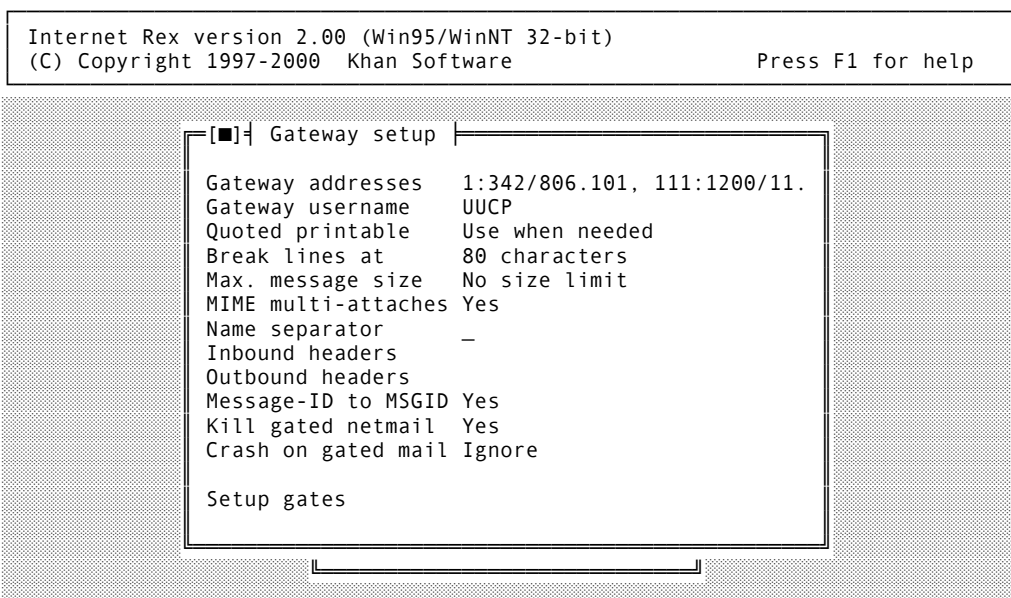 Internet Rex version 2.00 (Win95/WinNT 32-bit)
(C) Copyright 1997-2000 Khan Software Press F1 for help
[■] Gateway setup
Gateway addresses 1:342/806.101, 111:1200/11.
Gateway username UUCP
Quoted printable Use when needed
Break lines at 80 characters
Max. message size No size limit
MIME multi-attaches Yes
Name separator _
Inbound headers
Outbound headers
Message-ID to MSGID Yes
Kill gated netmail Yes
Crash on gated mail Ignore
Setup gates